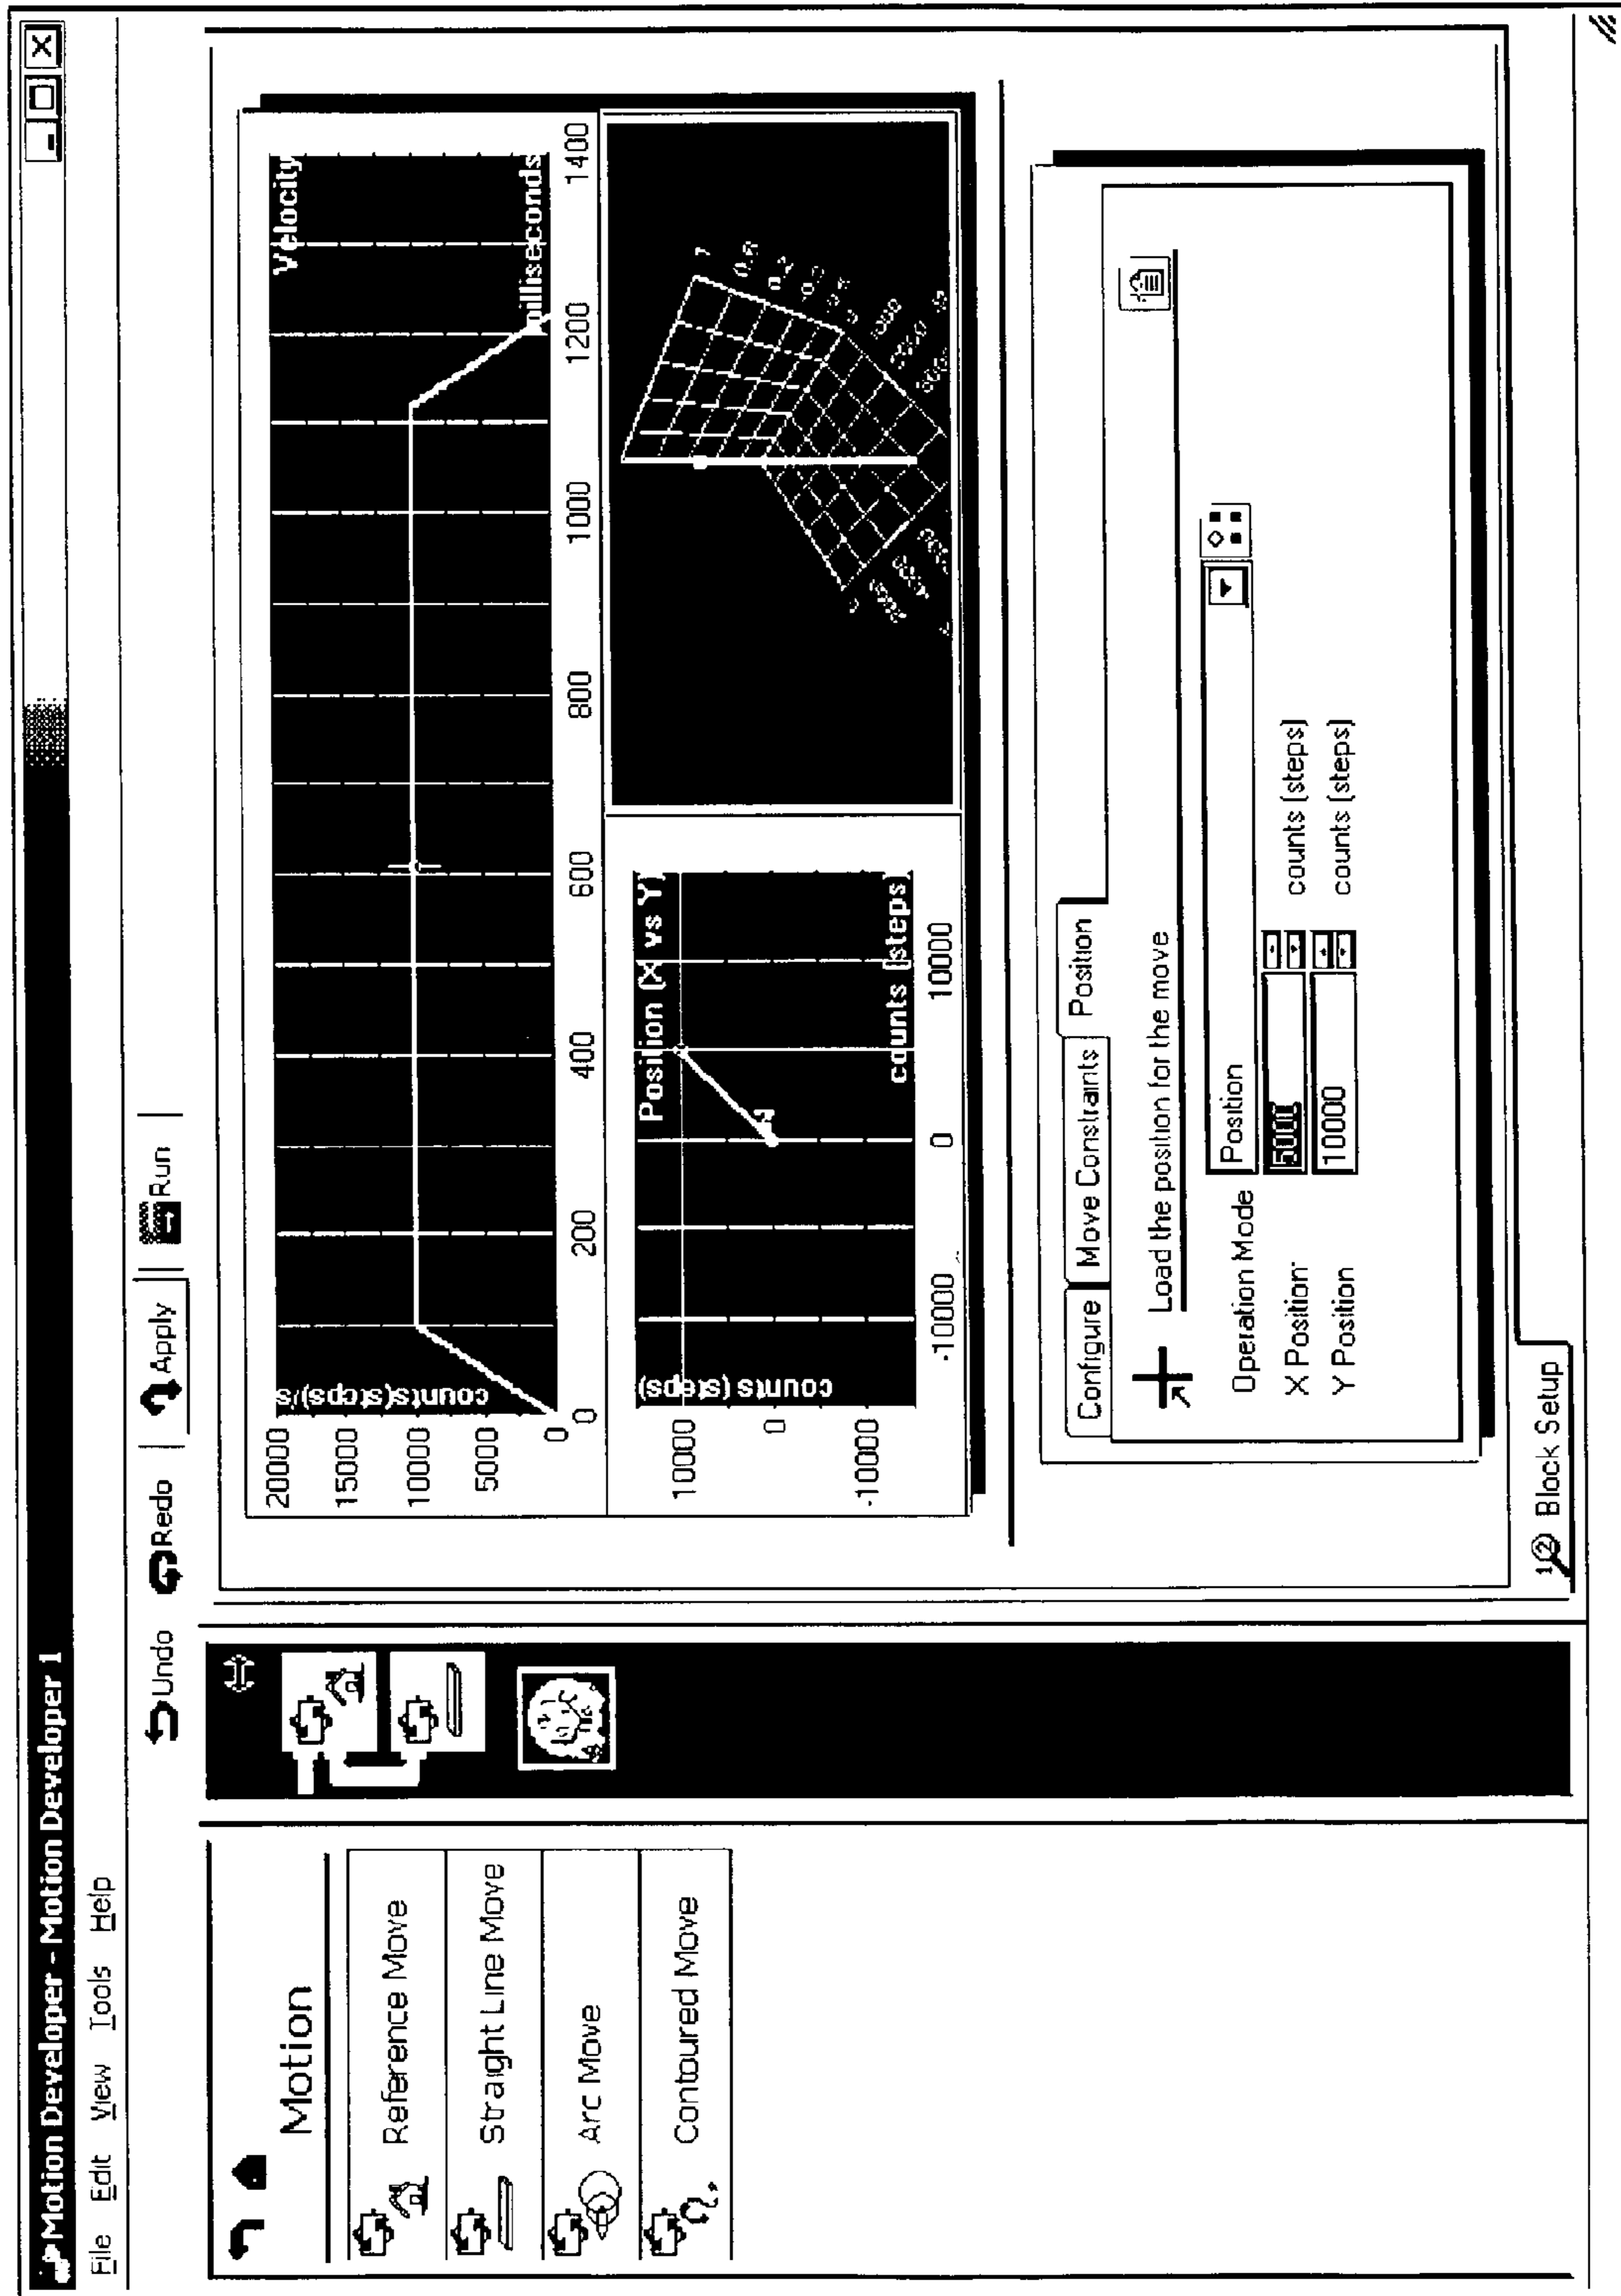 Motion Developer - Motion Developer 1
File Edit View Tools Help
Undo Redo Apply Run
Motion
Reference Move
Straight Line Move
Arc Move
Contoured Move
Velocity
counts(steps)/s
20000
15000
10000
5000
0
0 200 400 600 800 1000 1200 1400
Position (X vs Y)
counts (steps)
10000
0
-10000
-10000 0 10000
counts (steps)
Configure Move Constraints Position
Load the position for the move
Operation Mode Position
X Position 5000 counts (steps)
Y Position 10000 counts (steps)
Block Setup